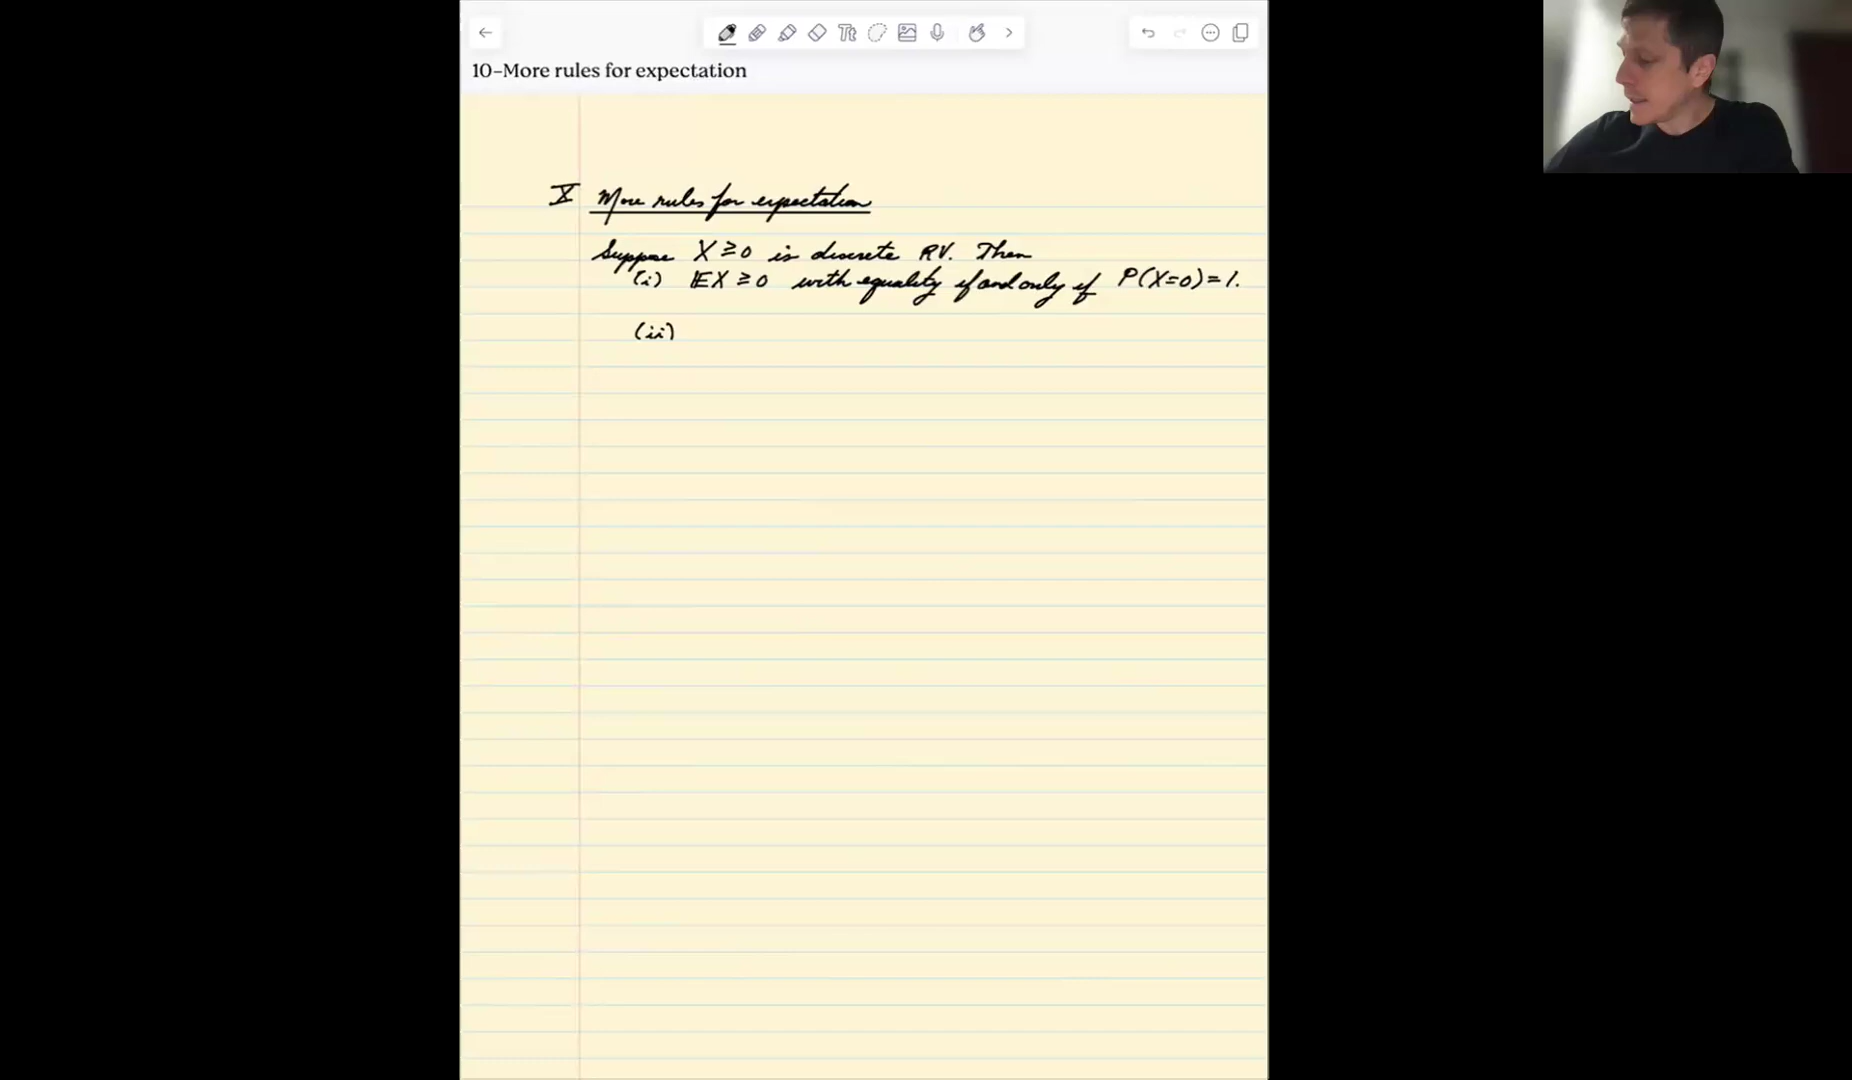 10-More rules for expectation
X More rules for expectation
Suppose X ≥ 0 is discrete RV. Then
(i) 𝔼X ≥ 0 with equality if and only if P(X=0)=1.
(ii)